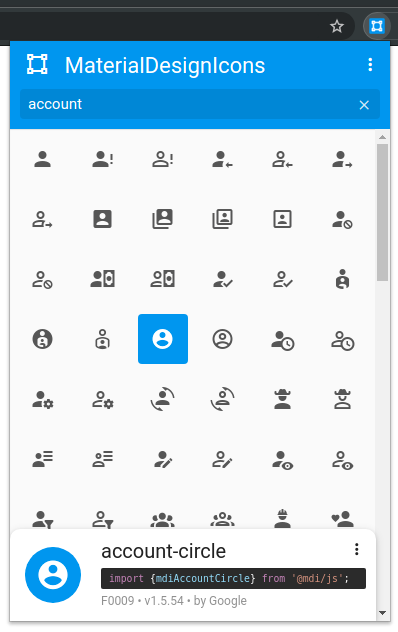 MaterialDesignIcons
account
account-circle
import {mdiAccountCircle} from '@mdi/js';
F0009 • v1.5.54 • by Google